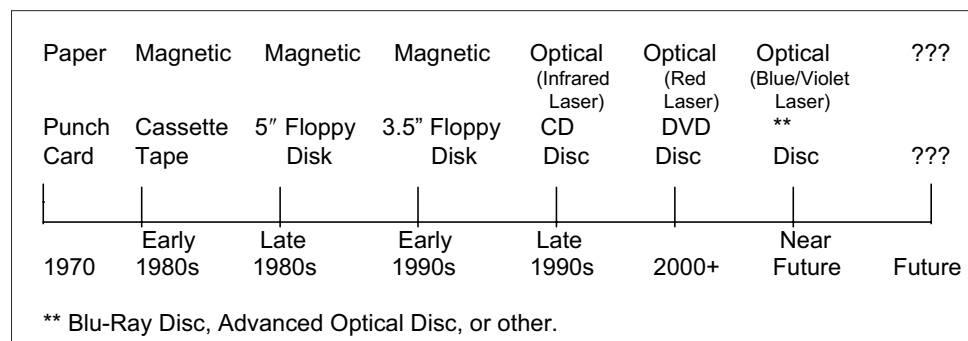 Paper Magnetic Magnetic Magnetic Optical Optical Optical ???
(Infrared (Red (Blue/Violet
Laser) Laser) Laser)
Punch Cassette 5″ Floppy 3.5” Floppy CD DVD **
Card Tape Disk Disk Disc Disc Disc ???
Early Late Early Late Near
1970 1980s 1980s 1990s 1990s 2000+ Future Future
** Blu-Ray Disc, Advanced Optical Disc, or other.